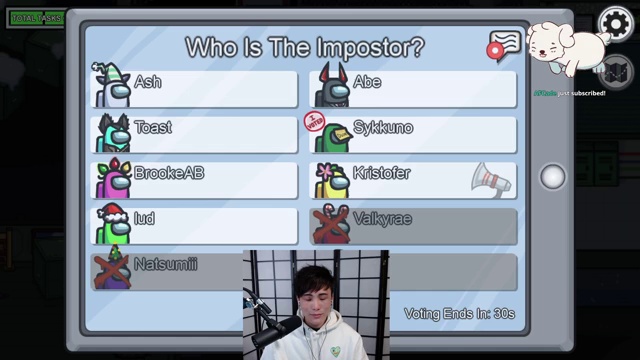 TOTAL TASKS
Who Is The Impostor?
Ash
Abe
Toast
I VOTED
Sykkuno
BrookeAB
Kristofer
lud
Valkyrae
Natsumiii
Voting Ends In: 30s
just subscribed!